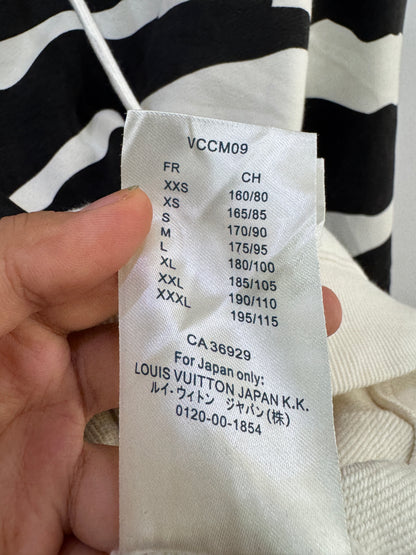 VCCM09
FR CH
XXS 160/80
XS 165/85
S 170/90
M 175/95
L 180/100
XL 185/105
XXL 190/110
XXXL 195/115
CA 36929
For Japan only:
LOUIS VUITTON JAPAN K.K.
ルイ・ヴィトン ジャパン(株)
0120-00-1854